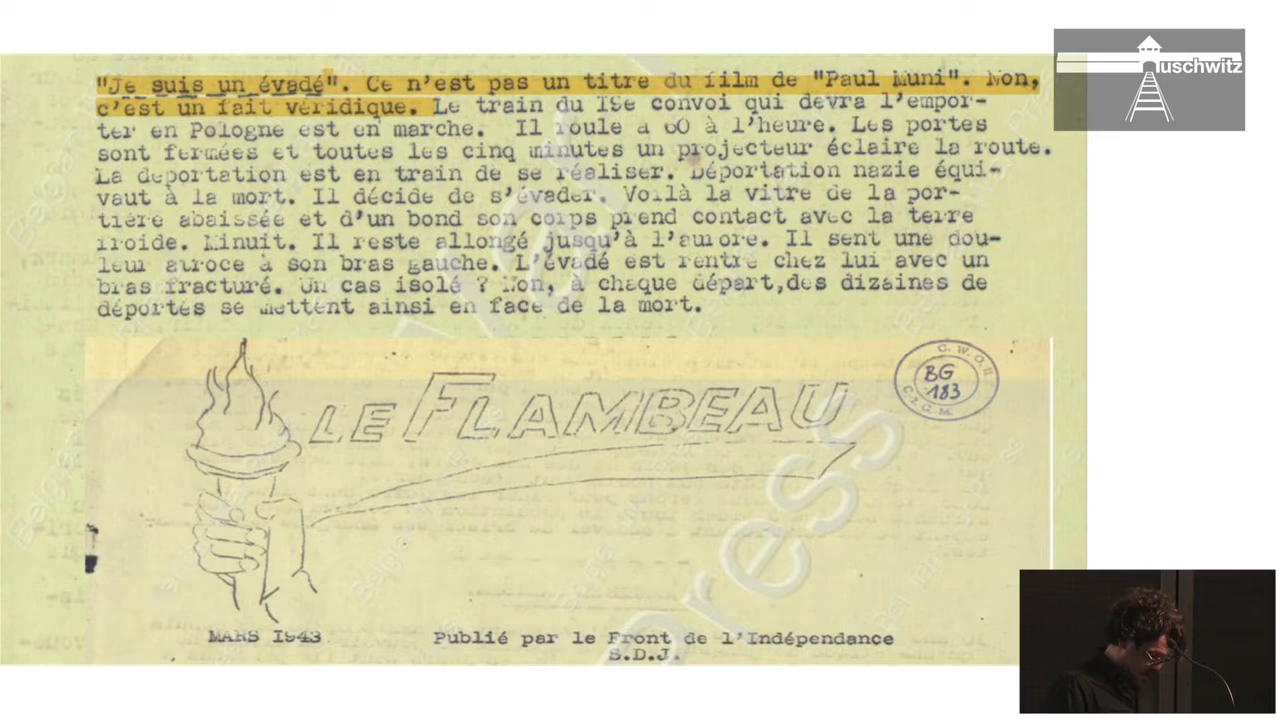 "Je suis un évadé". Ce n'est pas un titre du film de "Paul Muni". Non,
c'est un fait véridique. Le train du I9e convoi qui devra l'empor-
ter en Pologne est en marche. Il roule a 60 à l'heure. Les portes
sont fermées et toutes les cinq minutes un projecteur éclaire la route.
La deportation est en train de se réaliser. Déportation nazie équi-
vaut à la mort. Il décide de s'évader. Voilà la vitre de la por-
tière abaissée et d'un bond son corps prend contact avec la terre
froide. Minuit. Il reste allongé jusqu'à l'aurore. Il sent une dou-
leur atroce à son bras gauche. L'évadé est rentré chez lui avec un
bras fracturé. Un cas isolé ? Non, à chaque départ,des dizaines de
déportés se mettent ainsi en face de la mort.
LE FLAMBEAU
C.W.O.II.
BG
183
C.E.G.M.
MARS I943 Publié par le Front de l'Indépendance
S.D.J.
uschwitz
Belgian
Press